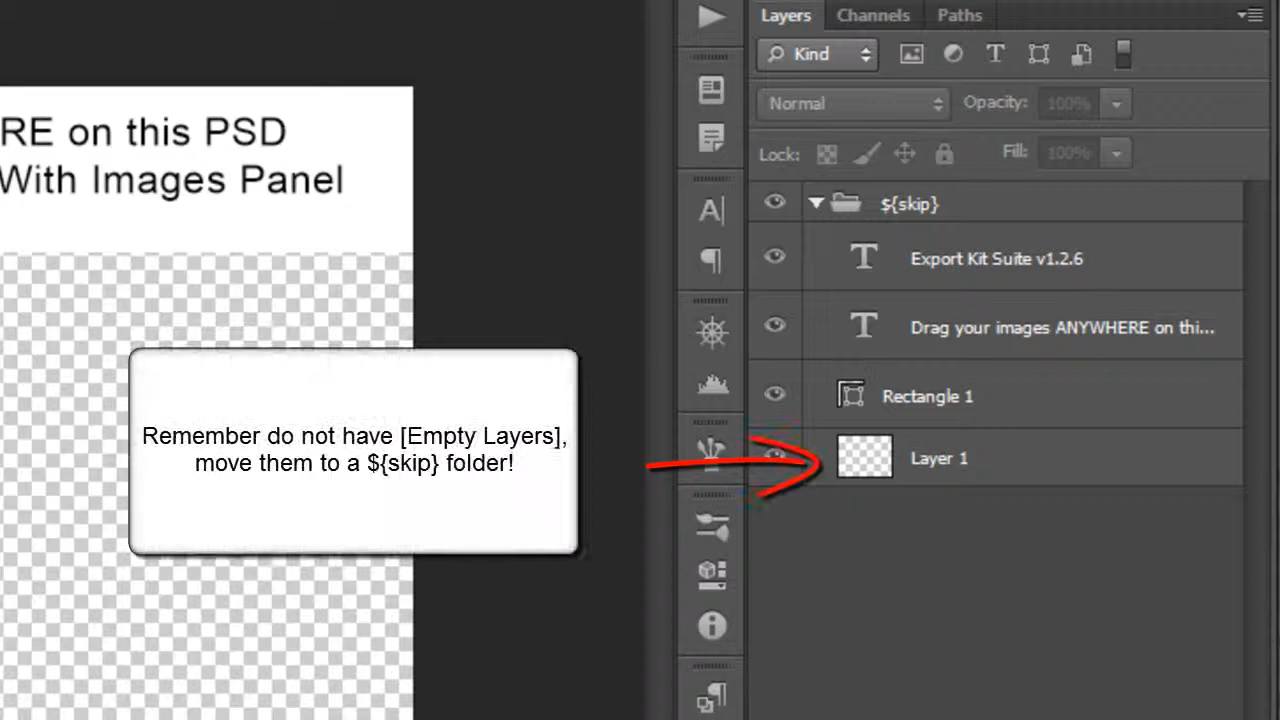 Layers Channels Paths
Kind
Normal Opacity: 100%
Lock: Fill: 100%
${skip}
Export Kit Suite v1.2.6
Drag your images ANYWHERE on thi...
Rectangle 1
Layer 1
RE on this PSD
With Images Panel
Remember do not have [Empty Layers],
move them to a ${skip} folder!